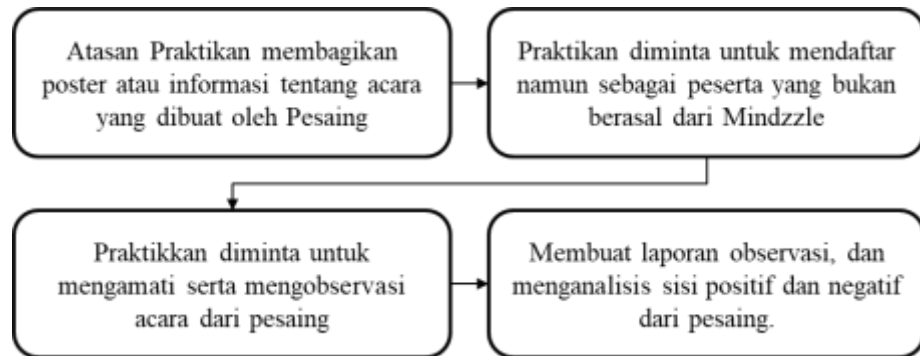 Atasan Praktikan membagikan
poster atau informasi tentang acara
yang dibuat oleh Pesaing
Praktikan diminta untuk mendaftar
namun sebagai peserta yang bukan
berasal dari Mindzzle
Praktikkan diminta untuk
mengamati serta mengobservasi
acara dari pesaing
Membuat laporan observasi, dan
menganalisis sisi positif dan negatif
dari pesaing.